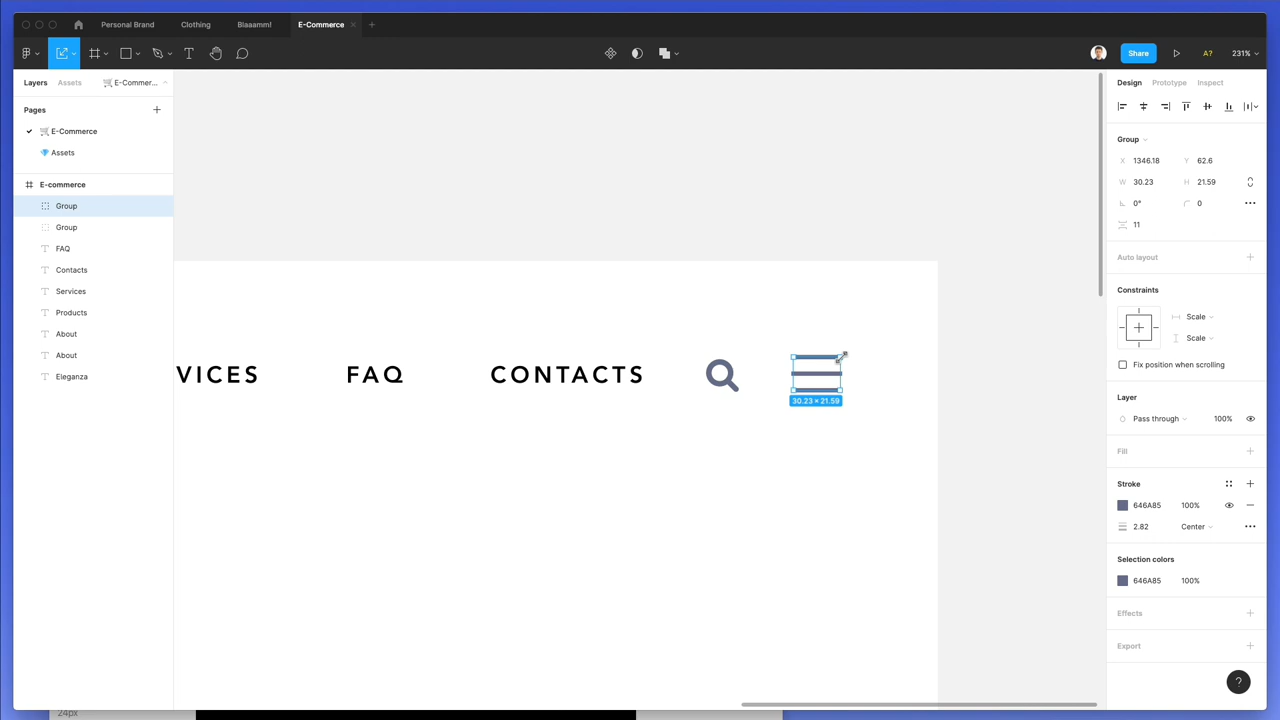 Personal Brand
Clothing
Blaaamm!
E-Commerce
Share
A?
231%
Layers
Assets
E-Commer...
Pages
E-Commerce
Assets
E-commerce
Group
Group
FAQ
Contacts
Services
Products
About
About
Eleganza
VICES
FAQ
CONTACTS
30.23 × 21.59
Design
Prototype
Inspect
Group
X 1346.18
Y 62.6
W 30.23
H 21.59
0°
0
11
Auto layout
Constraints
Scale
Scale
Fix position when scrolling
Layer
Pass through
100%
Fill
Stroke
646A85
100%
2.82
Center
Selection colors
646A85
100%
Effects
Export
?
24px